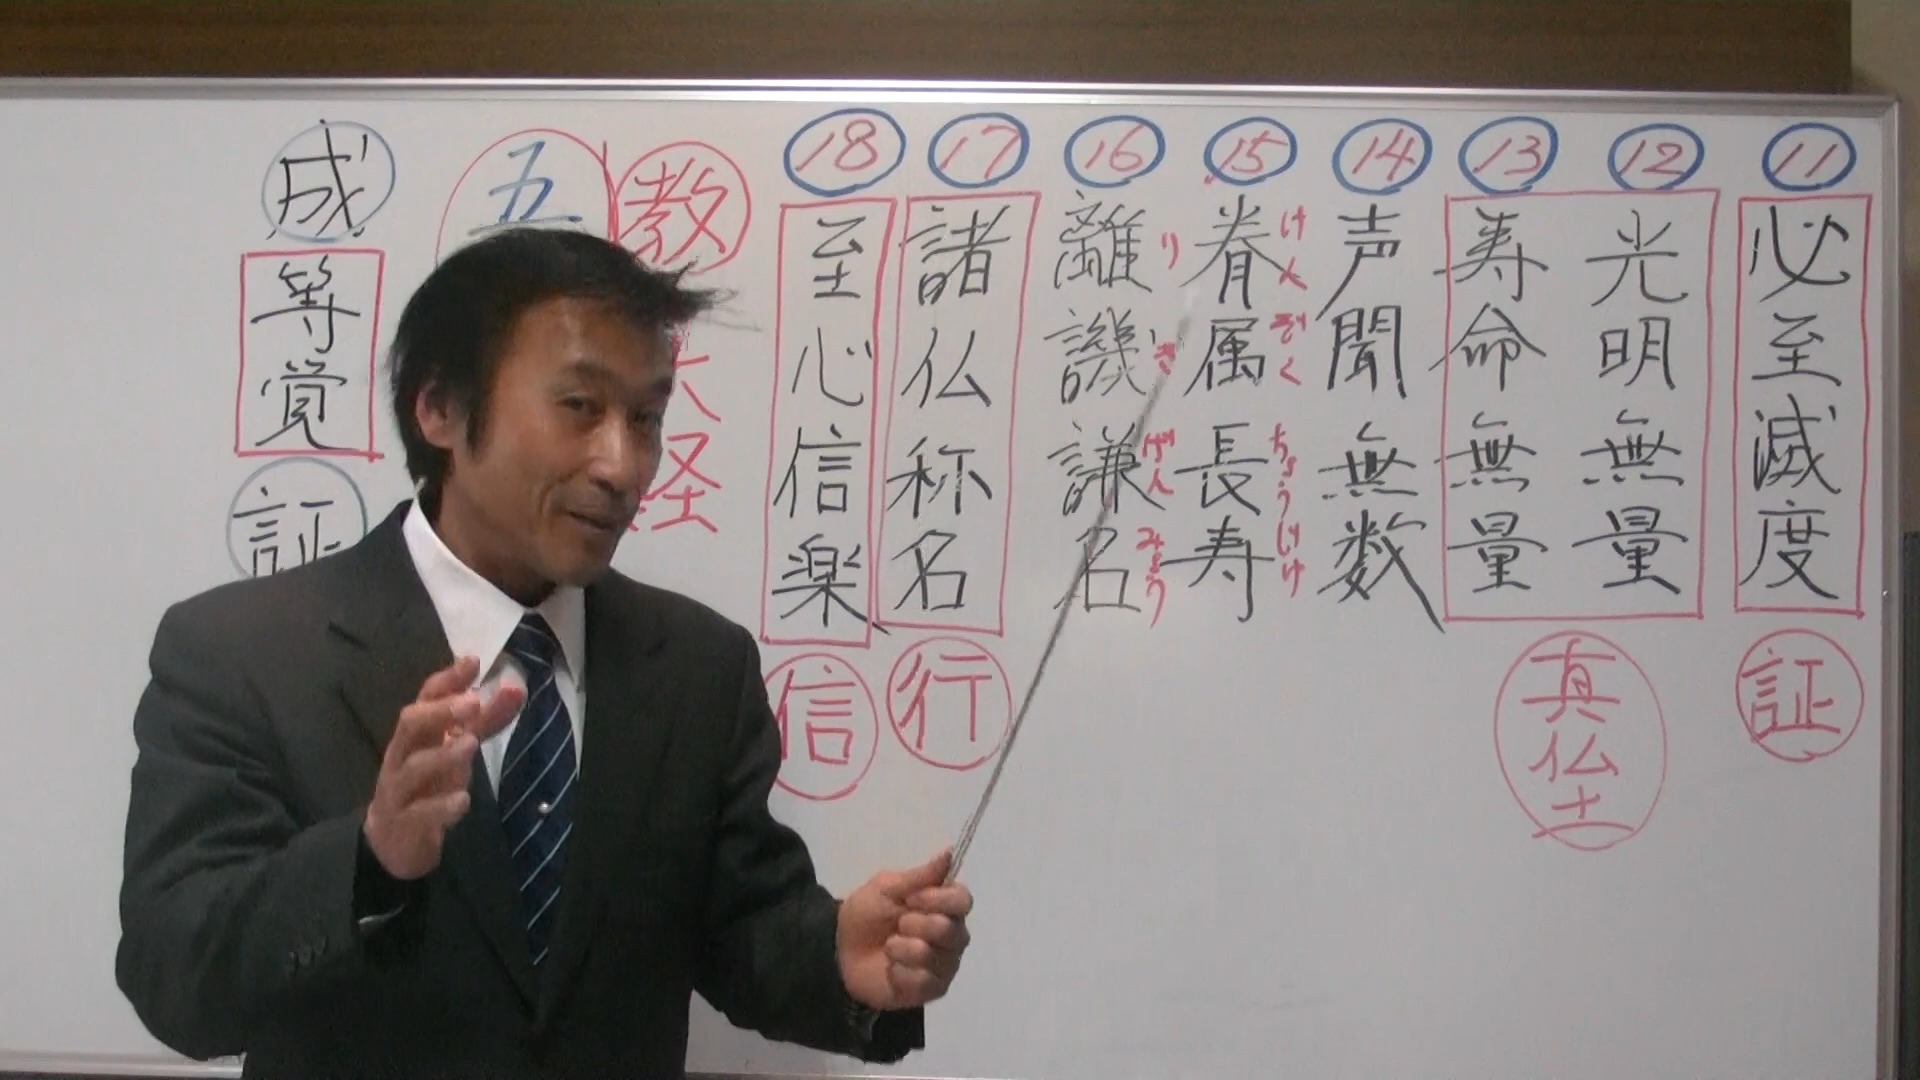 11
必至滅度
証
12
光明無量
13
寿命無量
真仏土
14
声聞無数
15
眷属長寿
けんぞくちょうじゅ
16
離譏謙名
りきげんみょう
17
諸仏称名
行
18
至心信楽
信
教
大経
五
成
等覚
証